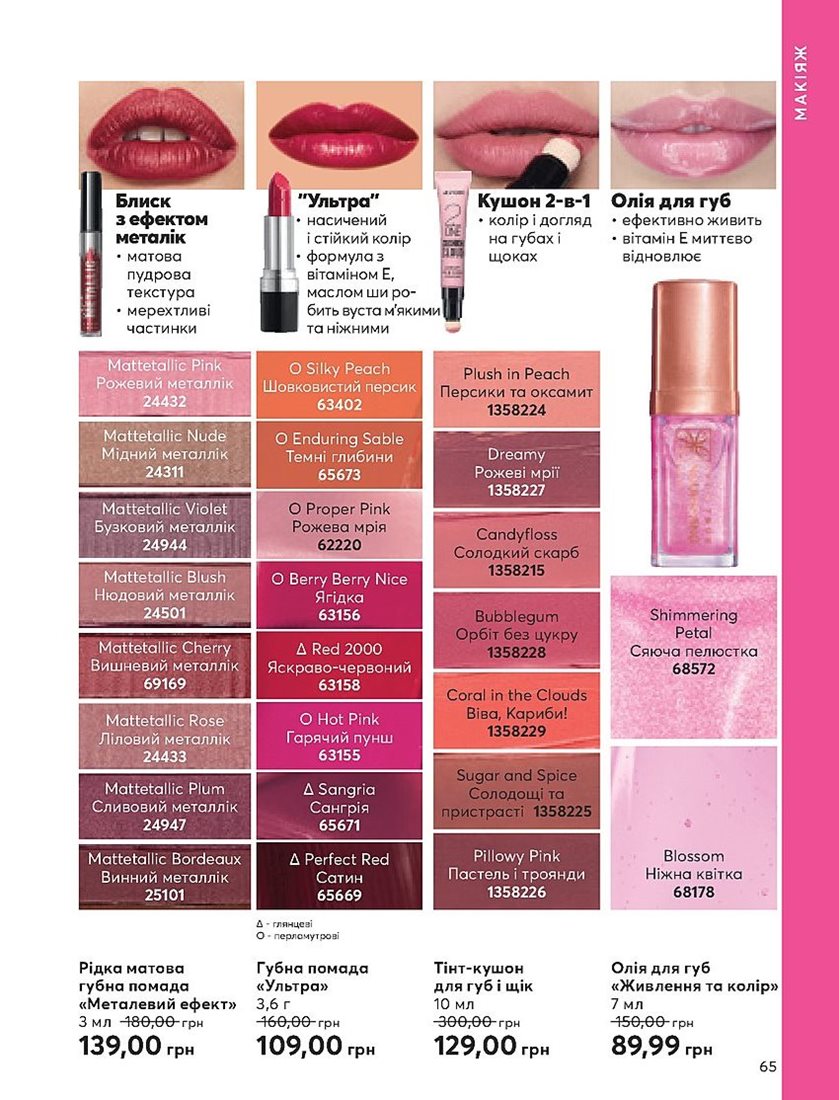 МАКІЯЖ
Блиск
з ефектом
металік
• матова
пудрова
текстура
• мерехтливі
частинки
"Ультра"
• насичений
і стійкий колір
• формула з
вітаміном Е,
маслом ши ро-
бить вуста м'якими
та ніжними
Кушон 2-в-1
• колір і догляд
на губах і
щоках
Олія для губ
• ефективно живить
• вітамін Е миттєво
відновлює
Mattetallic Pink
Рожевий металлік
24432
Mattetallic Nude
Мідний металлік
24311
Mattetallic Violet
Бузковий металлік
24944
Mattetallic Blush
Нюдовий металлік
24501
Mattetallic Cherry
Вишневий металлік
69169
Mattetallic Rose
Ліловий металлік
24433
Mattetallic Plum
Сливовий металлік
24947
Mattetallic Bordeaux
Винний металлік
25101
О Silky Peach
Шовковистий персик
63402
О Enduring Sable
Темні глибини
65673
О Proper Pink
Рожева мрія
62220
О Berry Berry Nice
Ягідка
63156
Δ Red 2000
Яскраво-червоний
63158
О Hot Pink
Гарячий пунш
63155
Δ Sangria
Сангрія
65671
Δ Perfect Red
Сатин
65669
Δ - глянцеві
О - перламутрові
Plush in Peach
Персики та оксамит
1358224
Dreamy
Рожеві мрії
1358227
Candyfloss
Солодкий скарб
1358215
Bubblegum
Орбіт без цукру
1358228
Coral in the Clouds
Віва, Кариби!
1358229
Sugar and Spice
Солодощі та
пристрасті 1358225
Pillowy Pink
Пастель і троянди
1358226
Shimmering
Petal
Сяюча пелюстка
68572
Blossom
Ніжна квітка
68178
Рідка матова
губна помада
«Металевий ефект»
3 мл 180,00 грн
139,00 грн
Губна помада
«Ультра»
3,6 г
160,00 грн
109,00 грн
Тінт-кушон
для губ і щік
10 мл
300,00 грн
129,00 грн
Олія для губ
«Живлення та колір»
7 мл
150,00 грн
89,99 грн
65